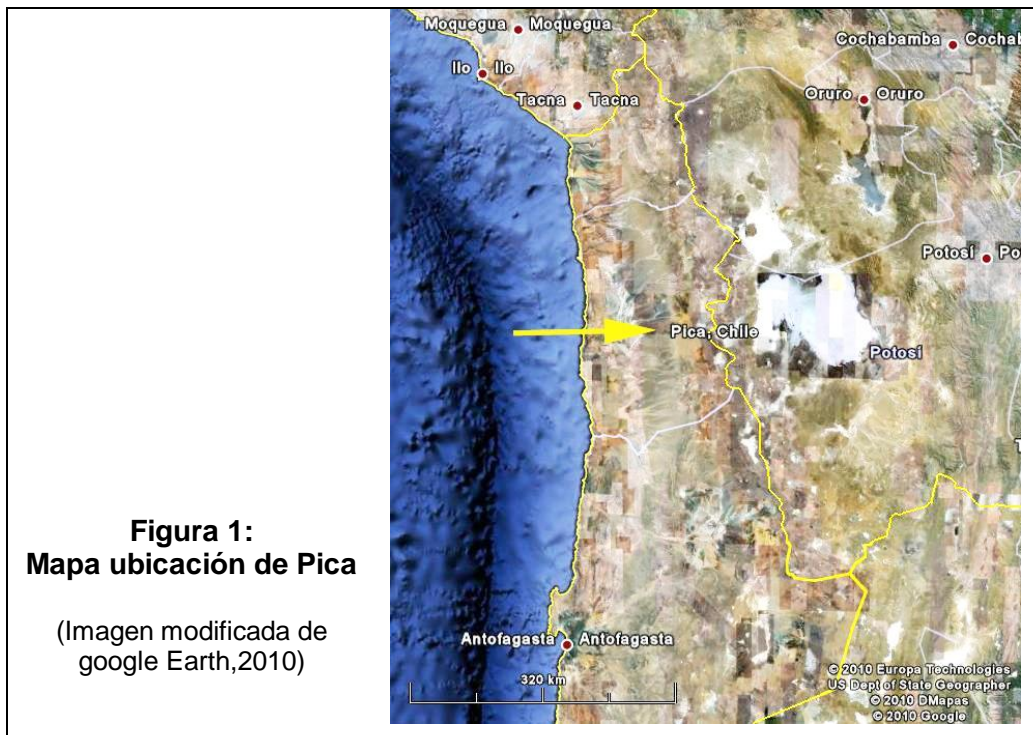 Moquegua Moquegua
Cochabamba Cochab
Ilo Ilo
Oruro Oruro
Tacna Tacna
Potosí Po
Pica, Chile
Potosí
T
Figura 1:
Mapa ubicación de Pica
(Imagen modificada de
google Earth,2010)
Antofagasta Antofagasta
320 km
© 2010 Europa Technologies
US Dept of State Geographer
© 2010 DMapas
© 2010 Google